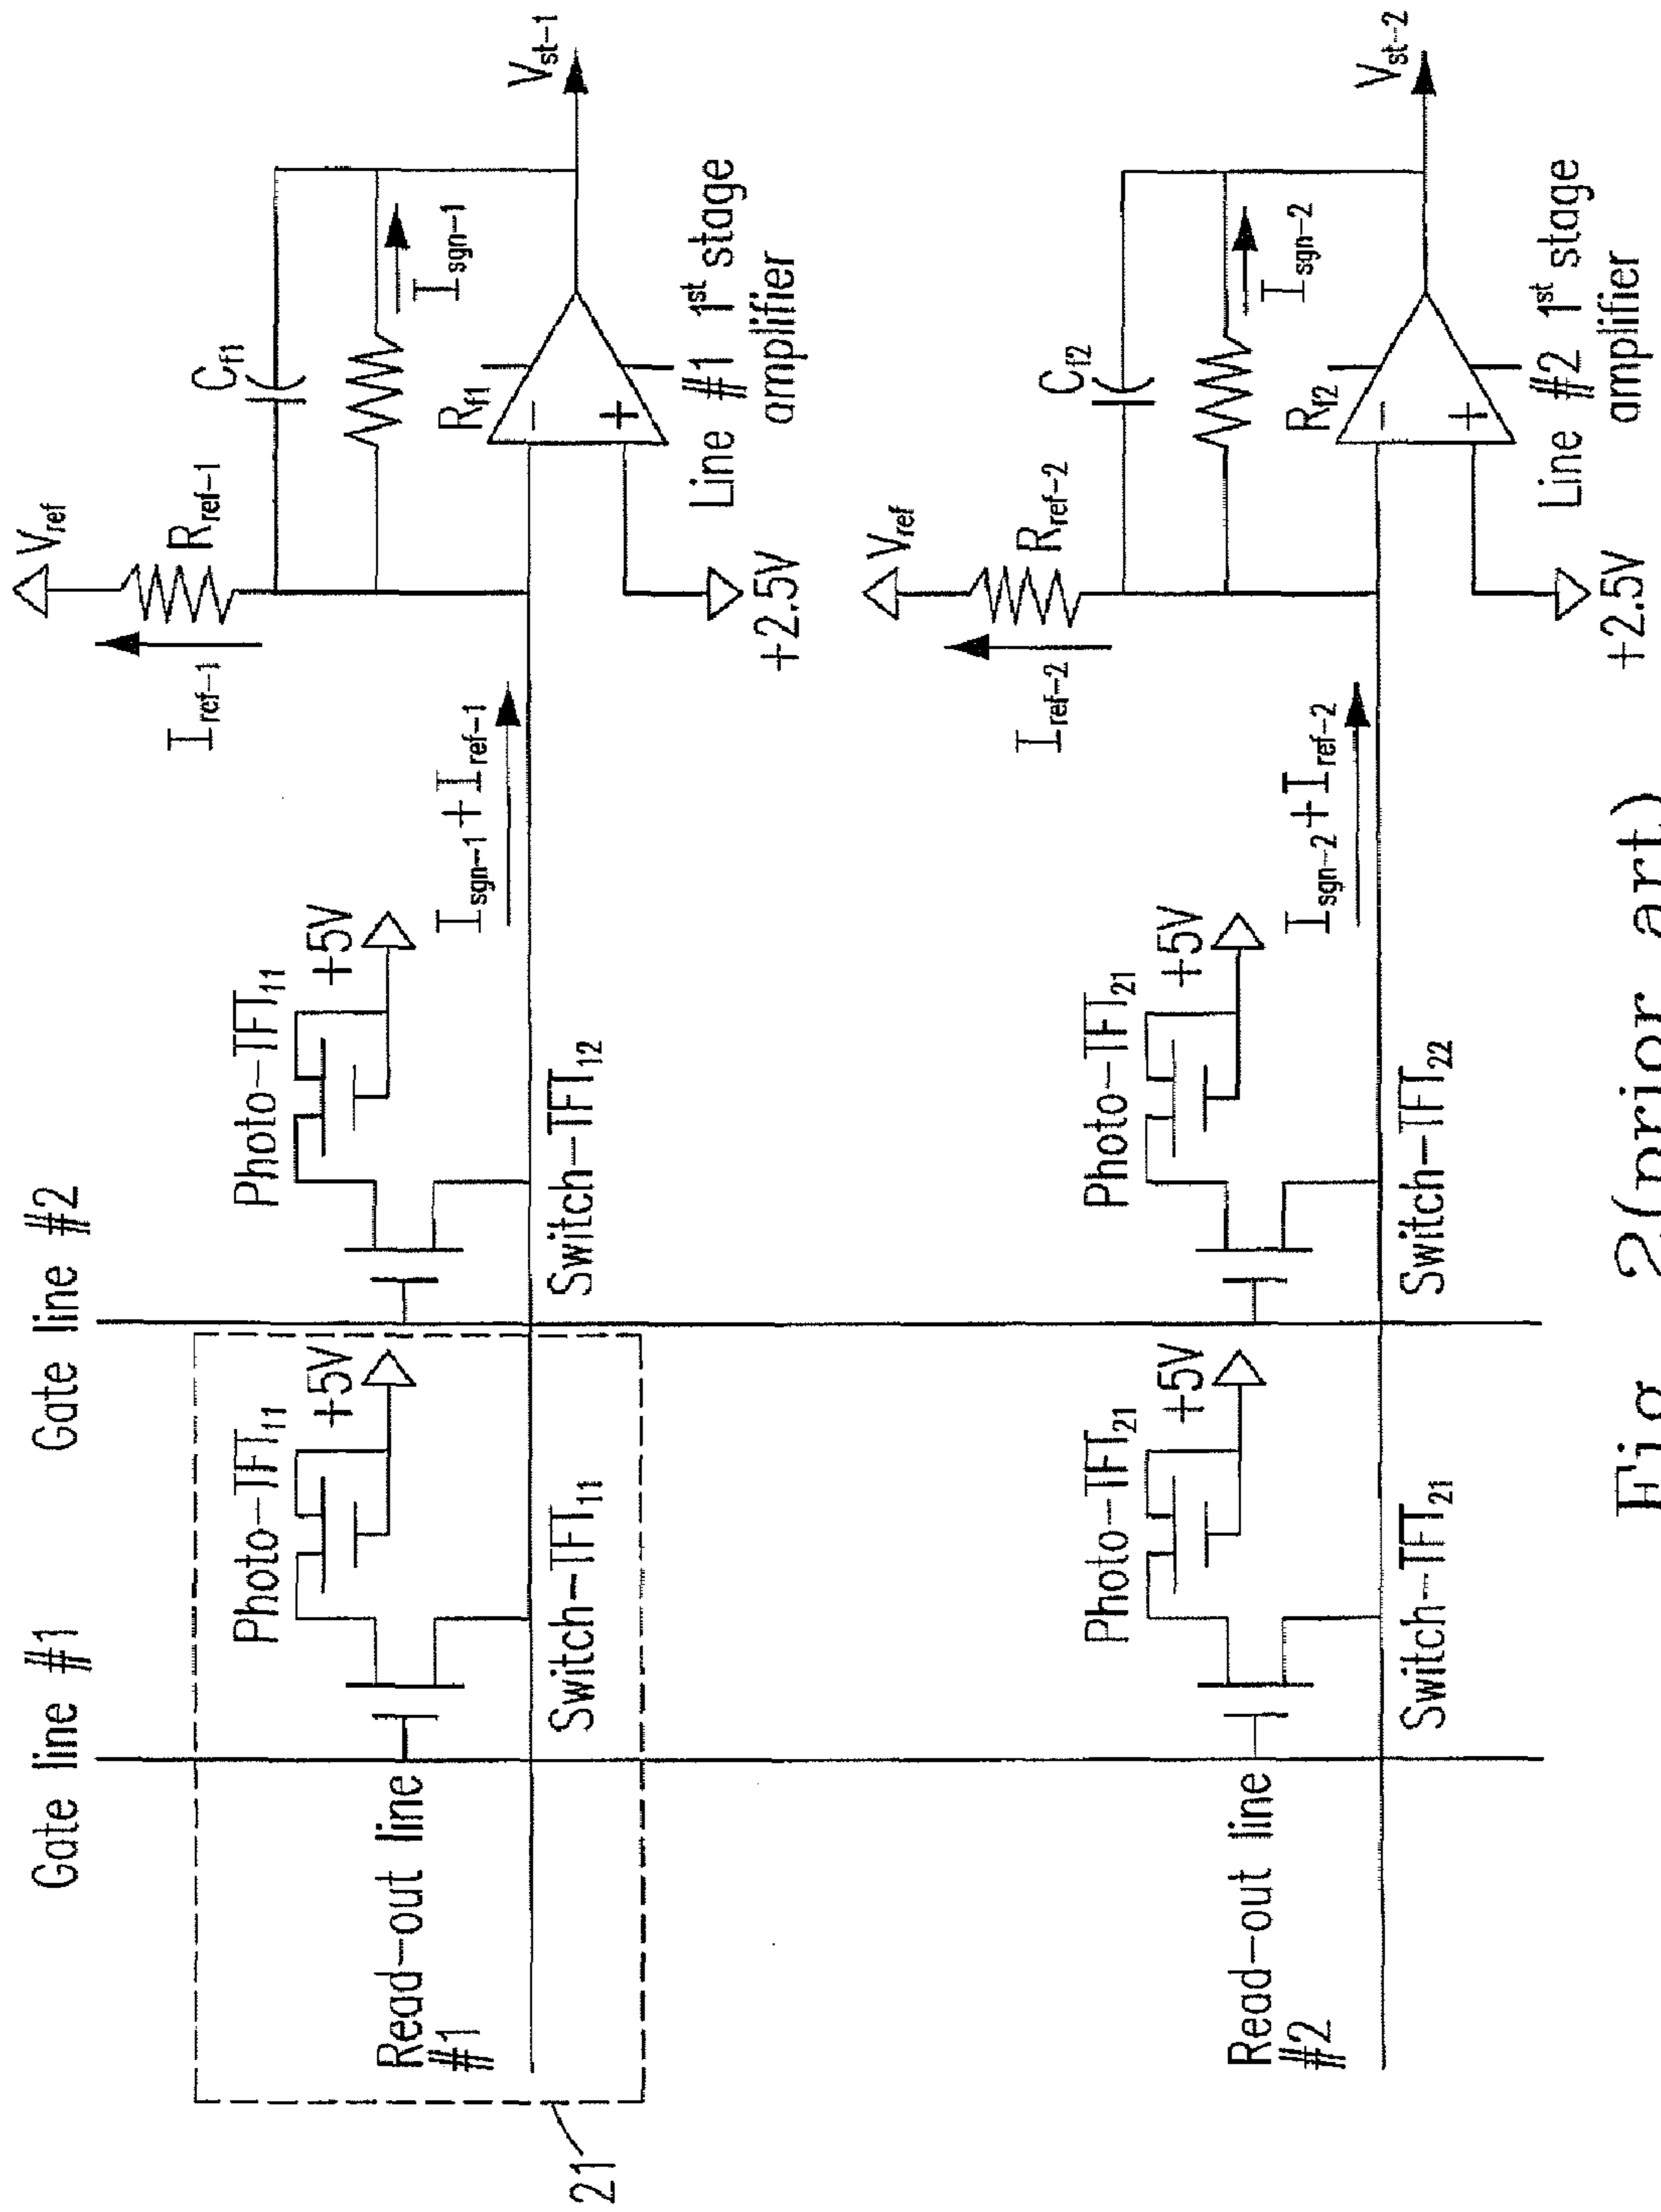 Gate line #1
Gate line #2
Photo-TFT11
+5V
Photo-TFT11
+5V
Read-out line
#1
Switch-TFT11
Switch-TFT12
Isgn-1+Iref-1
Iref-1
Vref
Rref-1
Cf1
Rf1
Isgn-1
Vst-1
−
+
+2.5V
Line #1 1st stage
amplifier
21
Photo-TFT21
+5V
Photo-TFT21
+5V
Read-out line
#2
Switch-TFT21
Switch-TFT22
Isgn-2+Iref-2
Iref-2
Vref
Rref-2
Cf2
Rf2
Isgn-2
Vst-2
−
+
+2.5V
Line #2 1st stage
amplifier
Fig. 2(prior art)